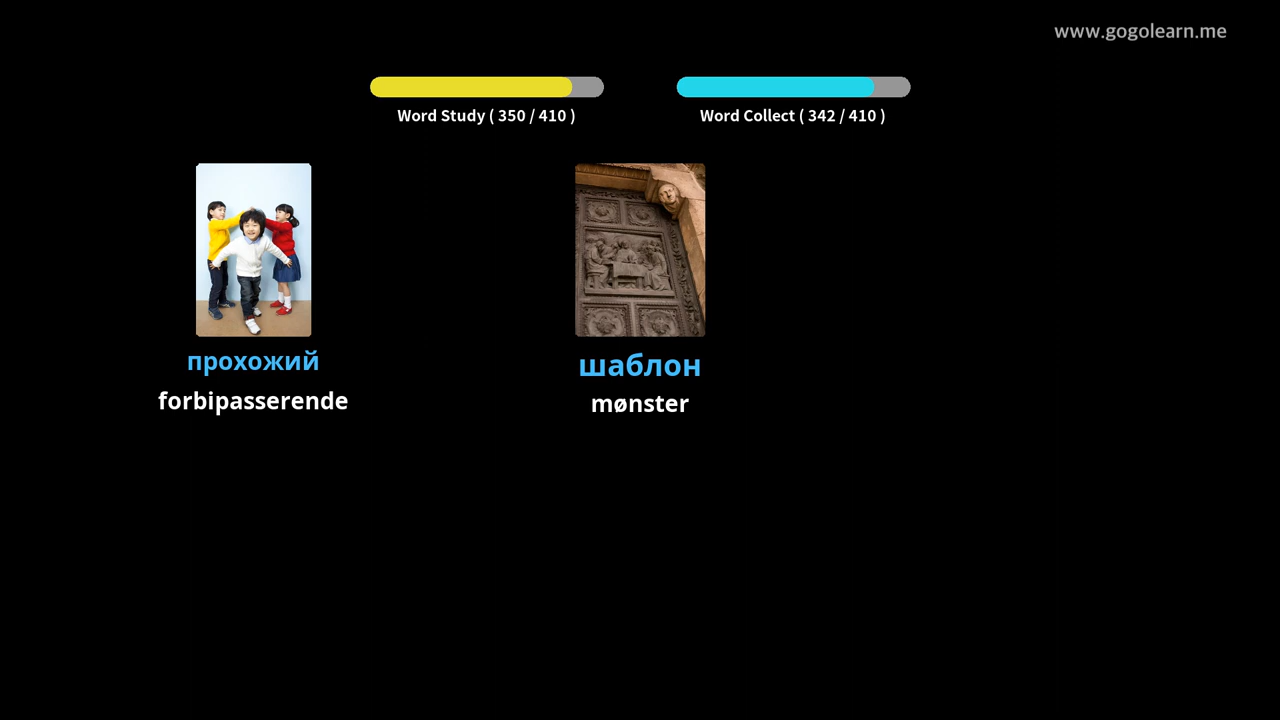 www.gogolearn.me
Word Study ( 350 / 410 )
Word Collect ( 342 / 410 )
прохожий
forbipasserende
шаблон
mønster